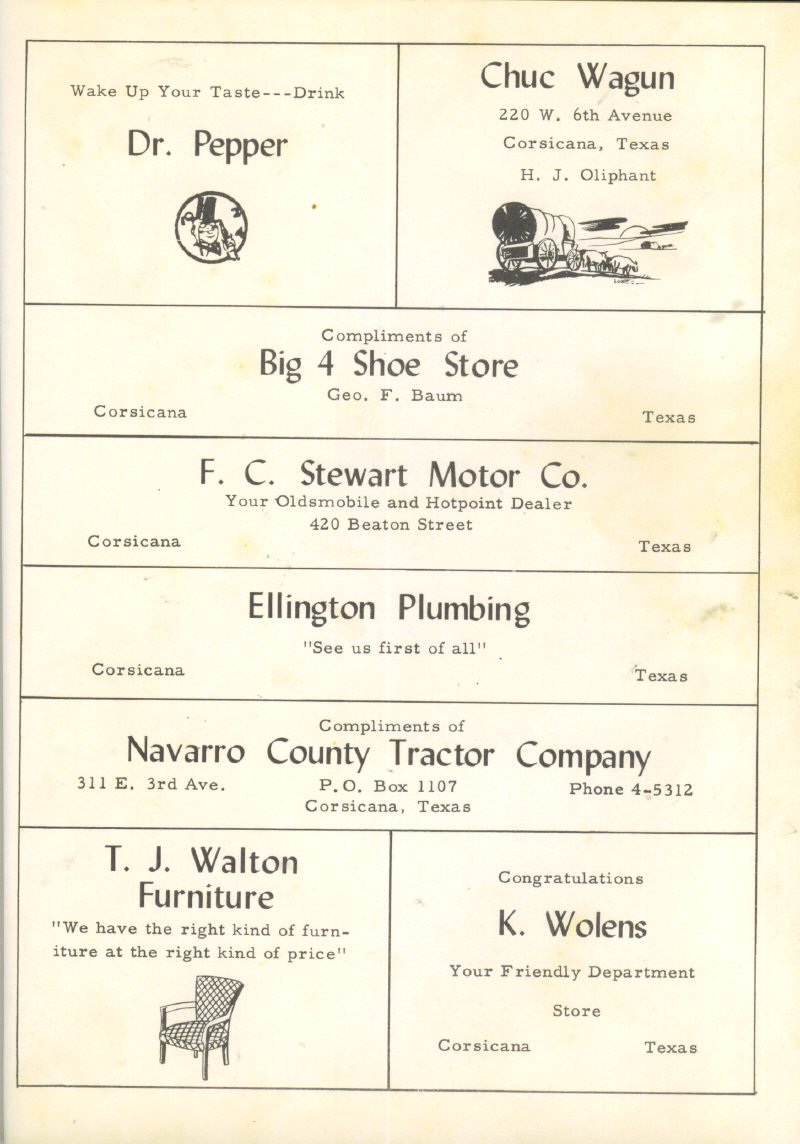 Wake Up Your Taste---Drink
Dr. Pepper
Chuc Wagun
220 W. 6th Avenue
Corsicana, Texas
H. J. Oliphant
Compliments of
Big 4 Shoe Store
Geo. F. Baum
Corsicana Texas
F. C. Stewart Motor Co.
Your Oldsmobile and Hotpoint Dealer
420 Beaton Street
Corsicana Texas
Ellington Plumbing
"See us first of all"
Corsicana Texas
Compliments of
Navarro County Tractor Company
311 E. 3rd Ave. P.O. Box 1107 Phone 4-5312
Corsicana, Texas
T. J. Walton
Furniture
"We have the right kind of furn-
iture at the right kind of price"
Congratulations
K. Wolens
Your Friendly Department
Store
Corsicana Texas